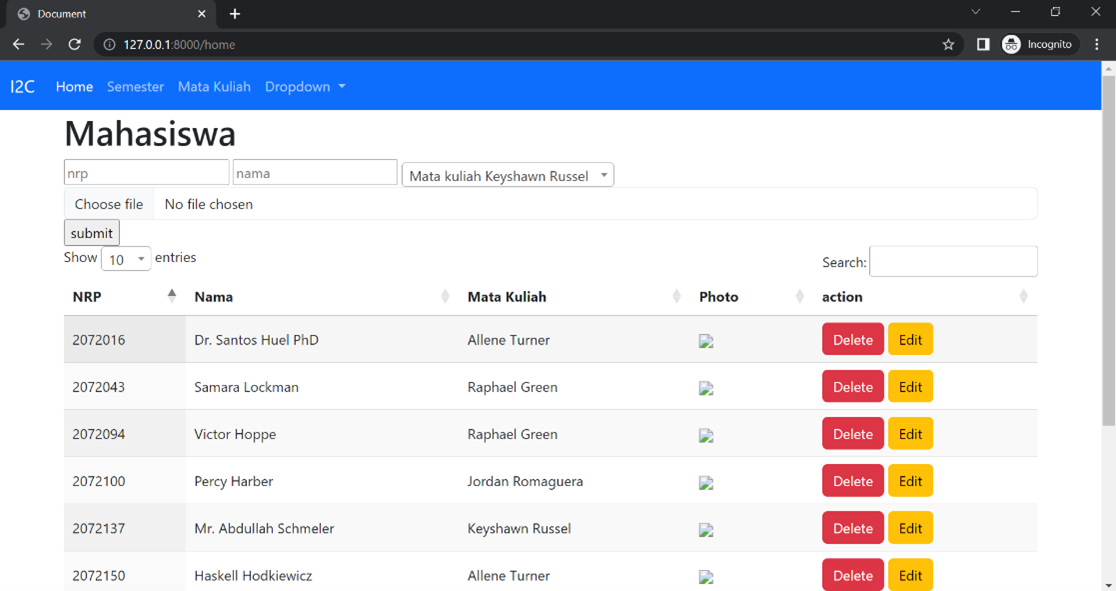 Document
127.0.0.1:8000/home
Incognito
I2C Home Semester Mata Kuliah Dropdown
Mahasiswa
nrp nama Mata kuliah Keyshawn Russel
Choose file No file chosen
submit
Show 10 entries Search:
NRP Nama Mata Kuliah Photo action
2072016 Dr. Santos Huel PhD Allene Turner Delete Edit
2072043 Samara Lockman Raphael Green Delete Edit
2072094 Victor Hoppe Raphael Green Delete Edit
2072100 Percy Harber Jordan Romaguera Delete Edit
2072137 Mr. Abdullah Schmeler Keyshawn Russel Delete Edit
2072150 Haskell Hodkiewicz Allene Turner Delete Edit